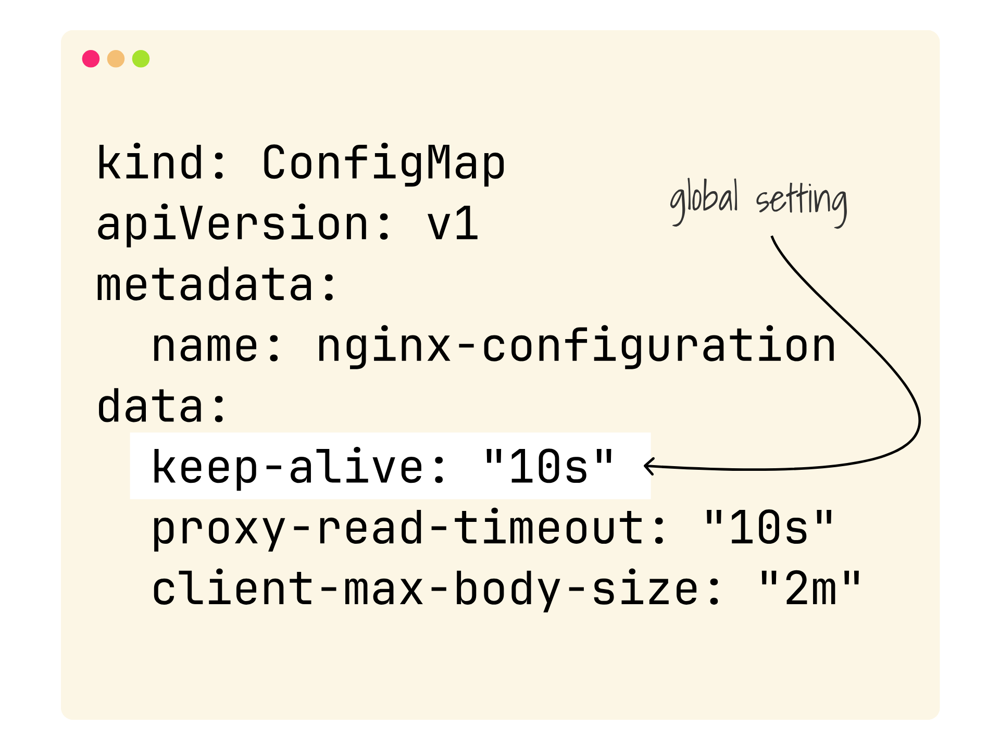 kind: ConfigMap
apiVersion: v1
global setting
metadata:
  name: nginx-configuration
data:
  keep-alive: "10s"
  proxy-read-timeout: "10s"
  client-max-body-size: "2m"